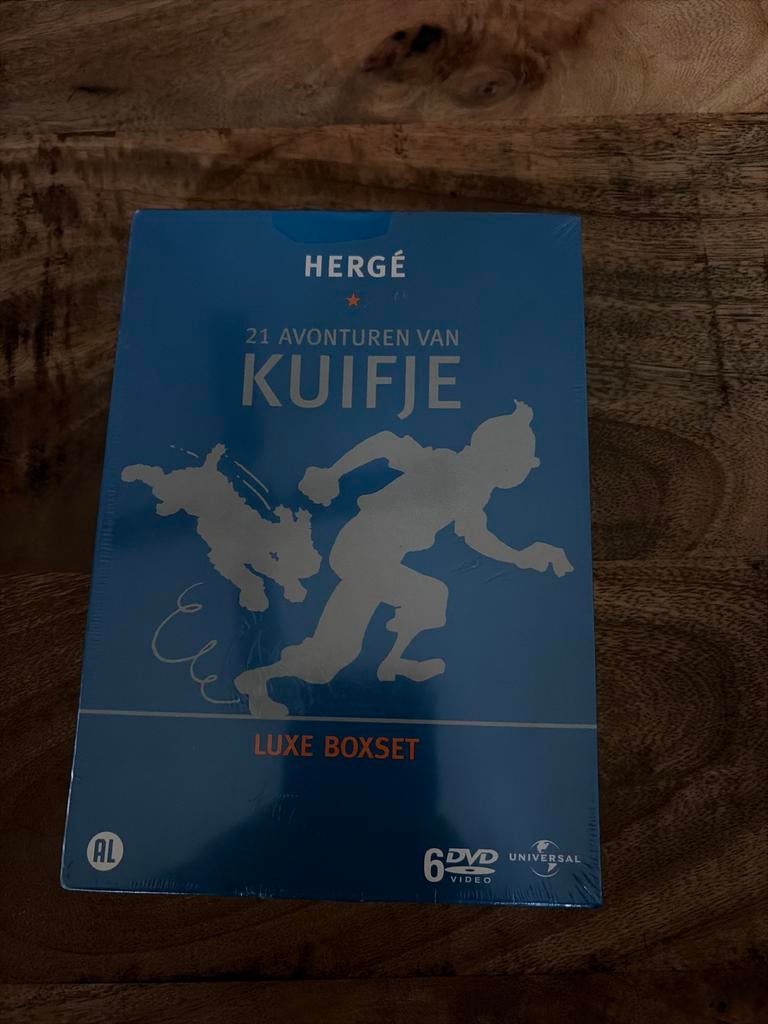 HERGÉ
21 AVONTUREN VAN
KUIFJE
LUXE BOXSET
AL
6 DVD VIDEO
UNIVERSAL